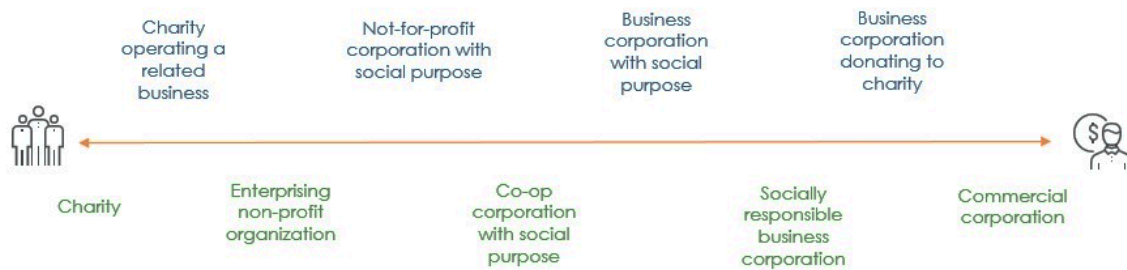 Charity
operating a
related
business
Not-for-profit
corporation with
social purpose
Business
corporation
with social
purpose
Business
corporation
donating to
charity
$
Charity
Enterprising
non-profit
organization
Co-op
corporation
with social
purpose
Socially
responsible
business
corporation
Commercial
corporation